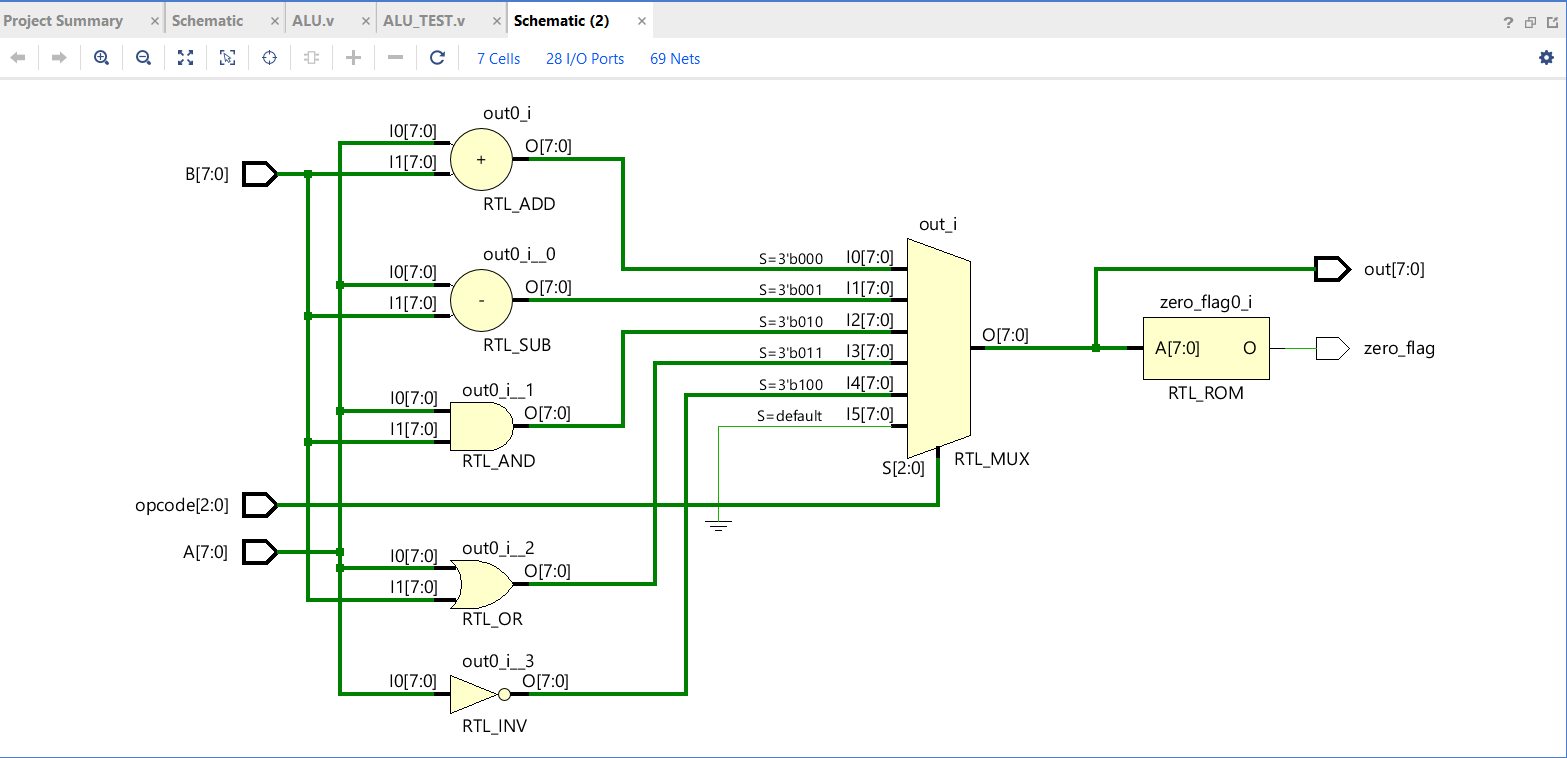 Project Summary × Schematic × ALU.v × ALU_TEST.v × Schematic (2) ×
? 
7 Cells 28 I/O Ports 69 Nets
out0_i
I0[7:0]
I1[7:0]
+
O[7:0]
RTL_ADD
B[7:0]
out0_i__0
I0[7:0]
I1[7:0]
-
O[7:0]
RTL_SUB
out0_i__1
I0[7:0]
I1[7:0]
O[7:0]
RTL_AND
opcode[2:0]
A[7:0]
out0_i__2
I0[7:0]
I1[7:0]
O[7:0]
RTL_OR
out0_i__3
I0[7:0]
O[7:0]
RTL_INV
out_i
S=3'b000 I0[7:0]
S=3'b001 I1[7:0]
S=3'b010 I2[7:0]
S=3'b011 I3[7:0]
S=3'b100 I4[7:0]
S=default I5[7:0]
S[2:0]
O[7:0]
RTL_MUX
out[7:0]
zero_flag0_i
A[7:0] O
RTL_ROM
zero_flag